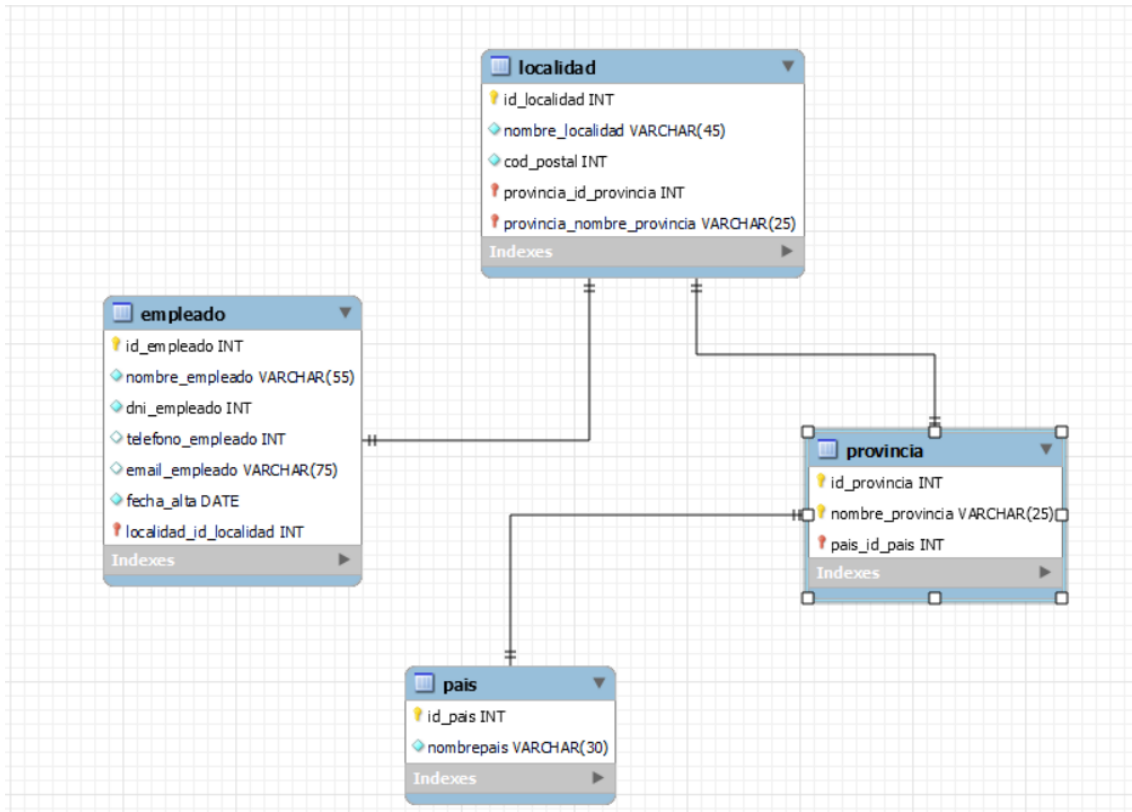 localidad
id_localidad INT
nombre_localidad VARCHAR(45)
cod_postal INT
provincia_id_provincia INT
provincia_nombre_provincia VARCHAR(25)
Indexes
empleado
id_empleado INT
nombre_empleado VARCHAR(55)
dni_empleado INT
telefono_empleado INT
email_empleado VARCHAR(75)
fecha_alta DATE
localidad_id_localidad INT
Indexes
provincia
id_provincia INT
nombre_provincia VARCHAR(25)
pais_id_pais INT
Indexes
pais
id_pais INT
nombrepais VARCHAR(30)
Indexes